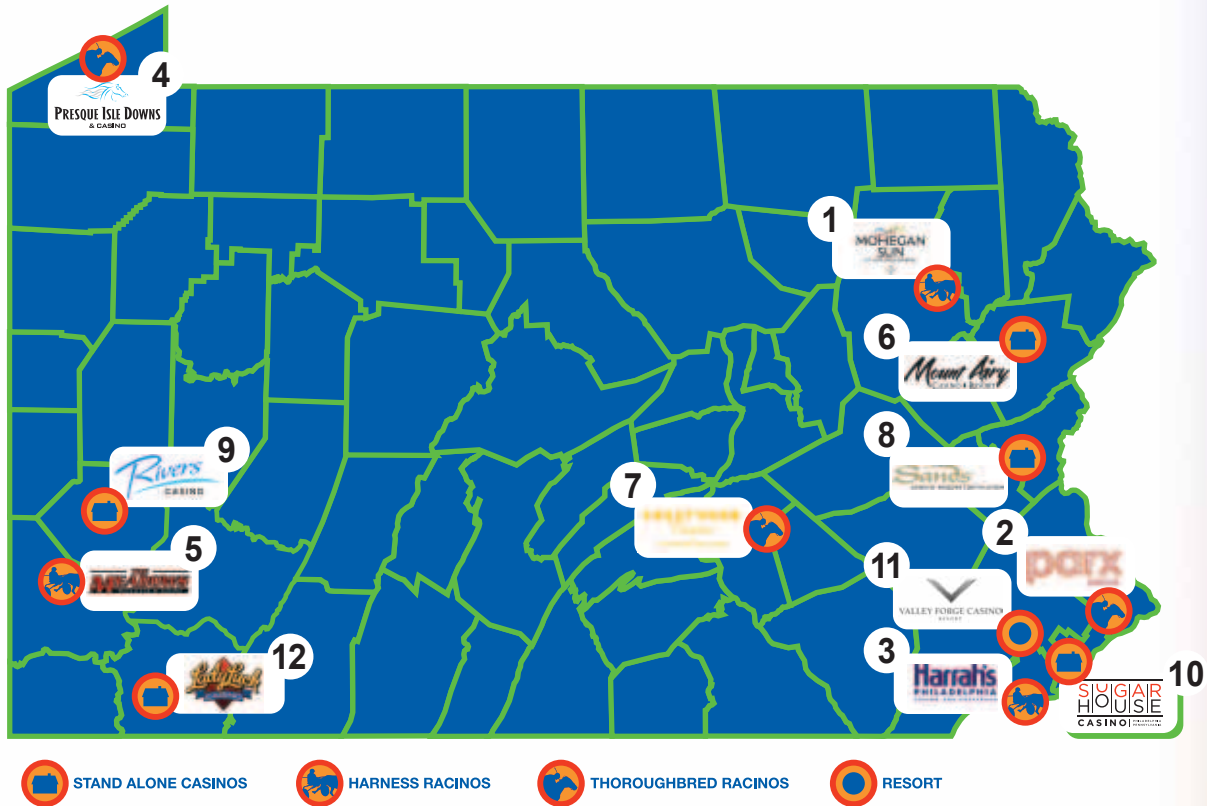 4
PRESQUE ISLE DOWNS
& CASINO
1
MOHEGAN
SUN
6
Mount Airy
CASINO RESORT
9
Rivers
CASINO
8
Sands
7
2
parx
5
11
VALLEY FORGE CASINO
RESORT
12
Lady Luck
3
Harrah's
PHILADELPHIA
10
SUGAR
HOUSE
CASINO
STAND ALONE CASINOS
HARNESS RACINOS
THOROUGHBRED RACINOS
RESORT